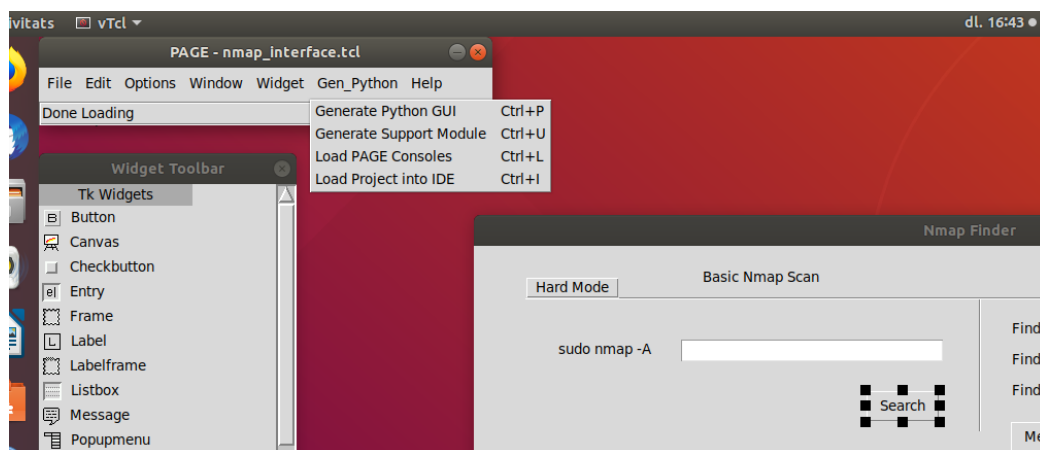 ivitats vTcl dl. 16:43
PAGE - nmap_interface.tcl
File Edit Options Window Widget Gen_Python Help
Done Loading
Generate Python GUI Ctrl+P
Generate Support Module Ctrl+U
Load PAGE Consoles Ctrl+L
Load Project into IDE Ctrl+I
Widget Toolbar
Tk Widgets
B Button
Canvas
Checkbutton
e Entry
Frame
L Label
Labelframe
Listbox
Message
Popupmenu
Nmap Finder
Hard Mode
Basic Nmap Scan
sudo nmap -A
Search
Find
Find
Find
Me